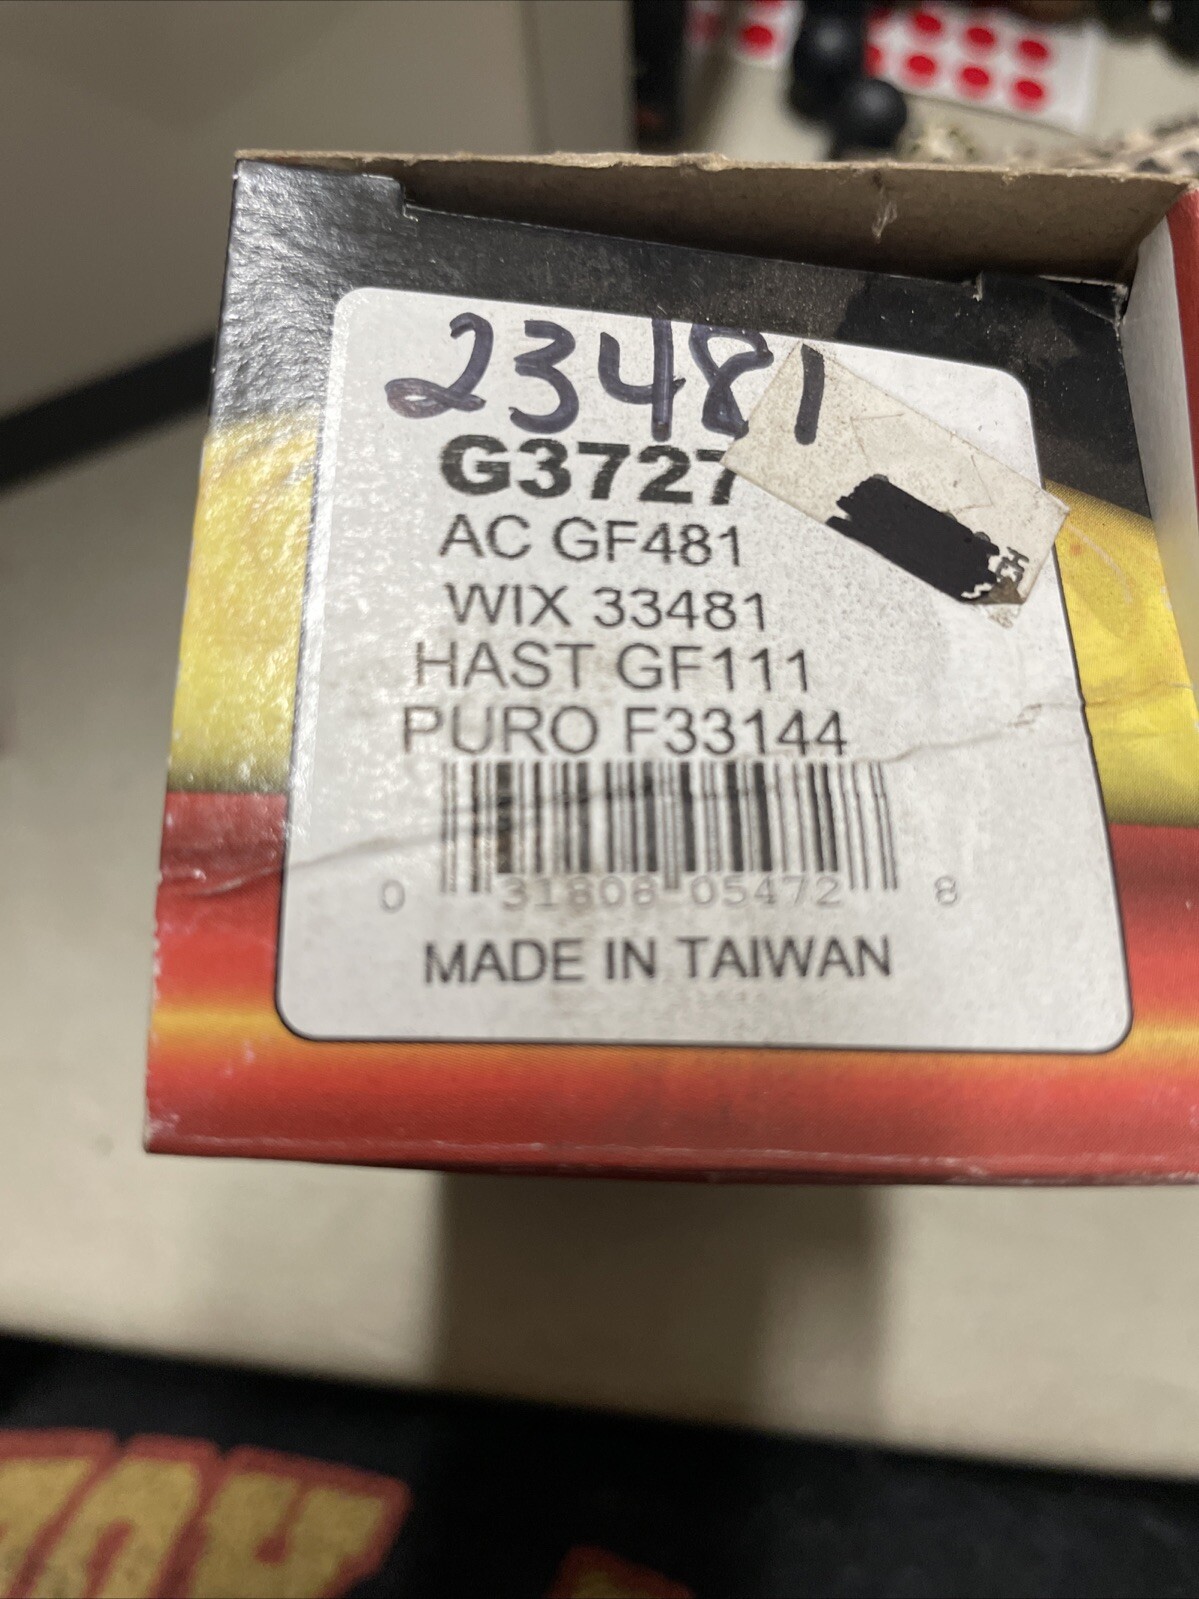 23481
G3727
AC GF481
WIX 33481
HAST GF111
PURO F33144
0 31808 05472 8
MADE IN TAIWAN